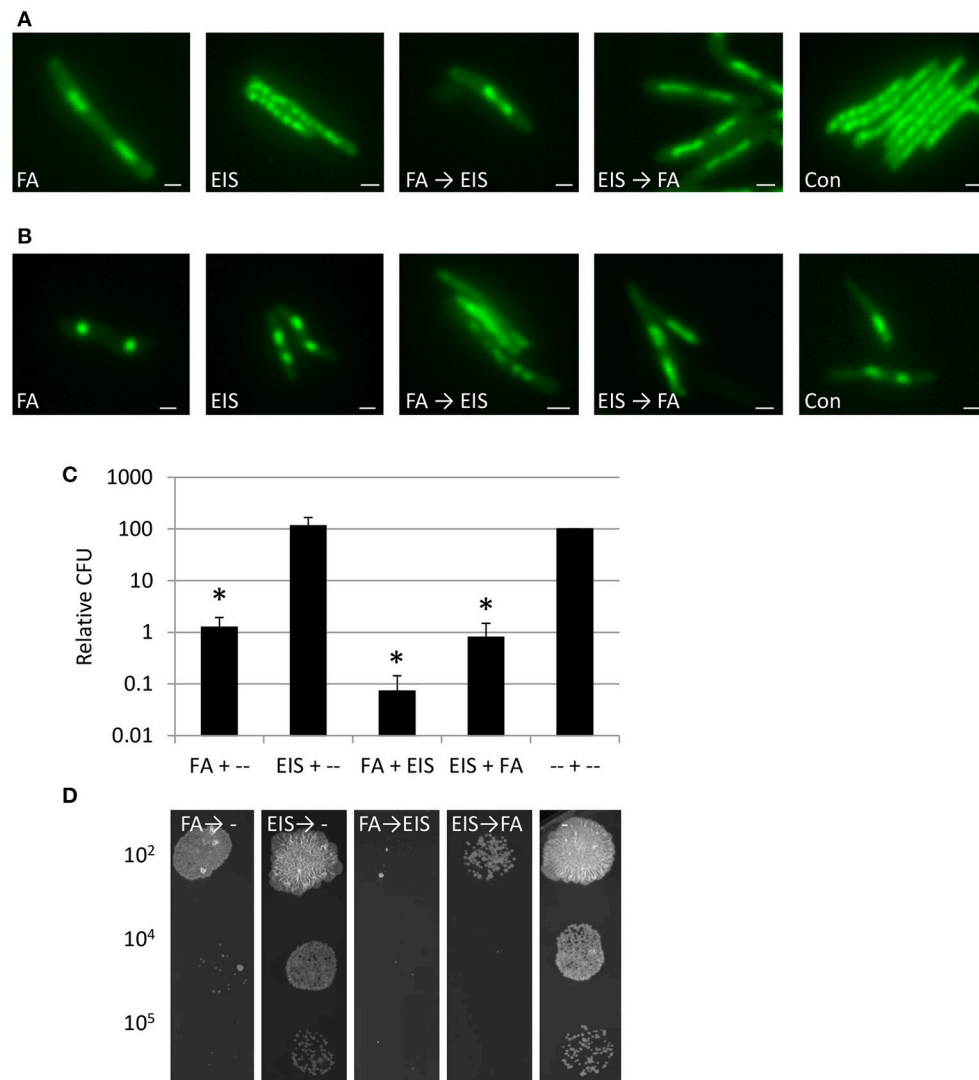 A
FA
EIS
FA → EIS
EIS → FA
Con
B
FA
EIS
FA → EIS
EIS → FA
Con
C
1000
100
10
1
0.1
0.01
Relative CFU
*
*
*
FA + --
EIS + --
FA + EIS
EIS + FA
-- + --
D
FA→ -
EIS→ -
FA→EIS
EIS→FA
-
10²
10⁴
10⁵